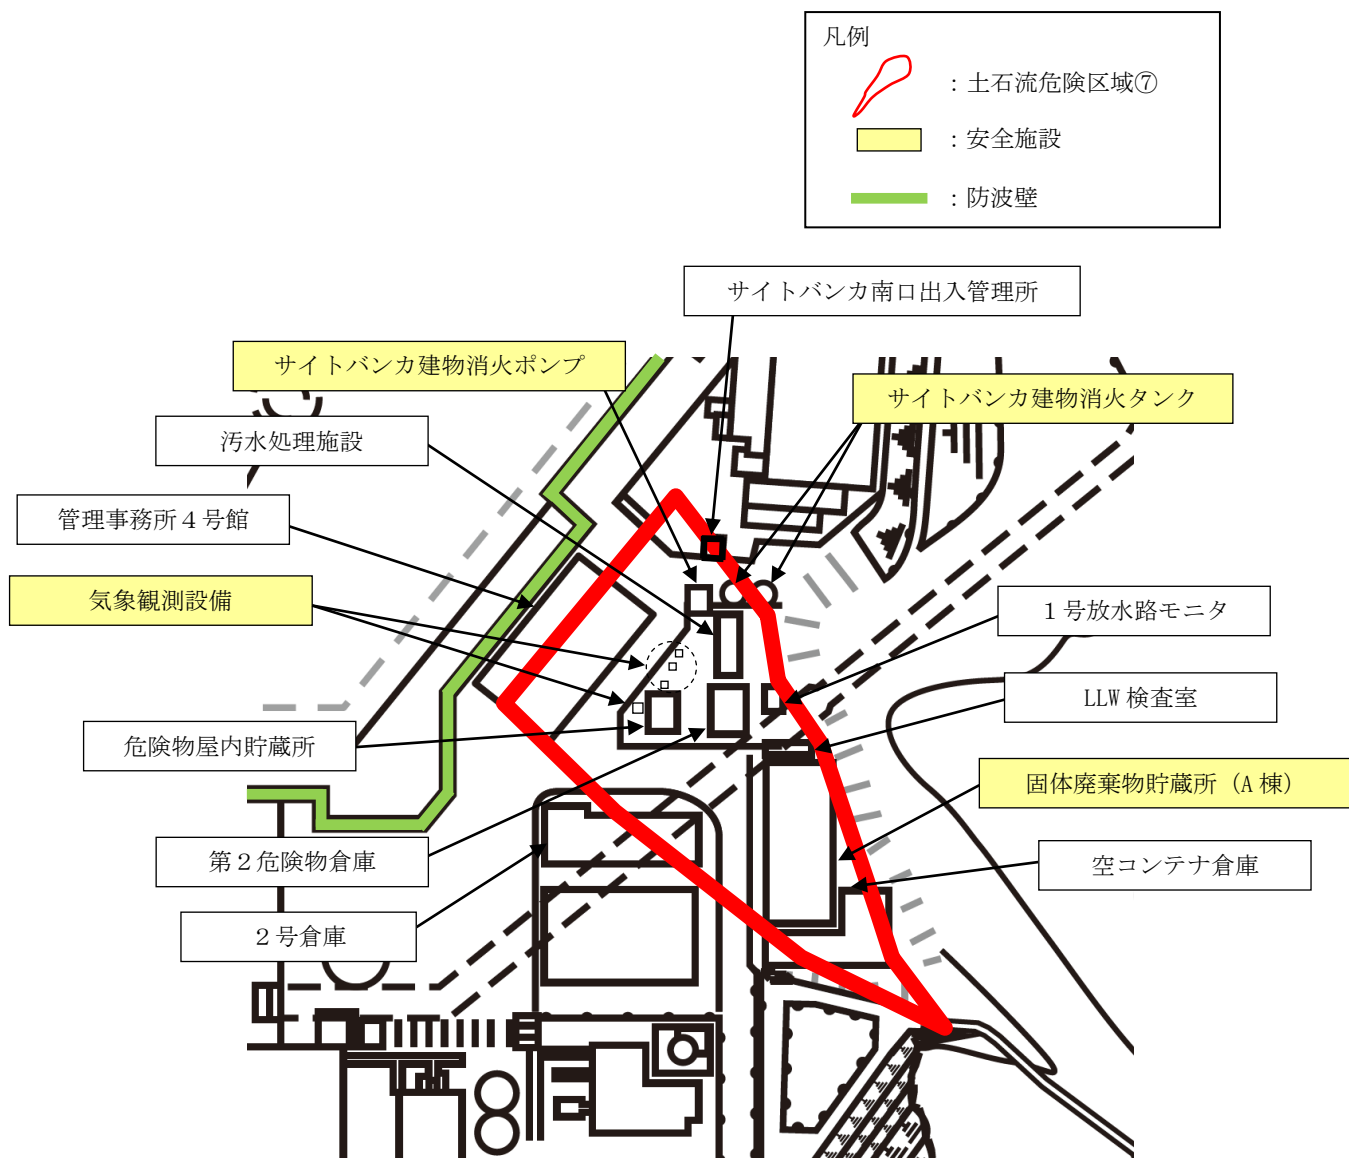 凡例
：土石流危険区域⑦
：安全施設
：防波壁
サイトバンカ南口出入管理所
サイトバンカ建物消火ポンプ
サイトバンカ建物消火タンク
汚水処理施設
管理事務所４号館
気象観測設備
１号放水路モニタ
LLW 検査室
危険物屋内貯蔵所
固体廃棄物貯蔵所（A 棟）
第２危険物倉庫
空コンテナ倉庫
２号倉庫